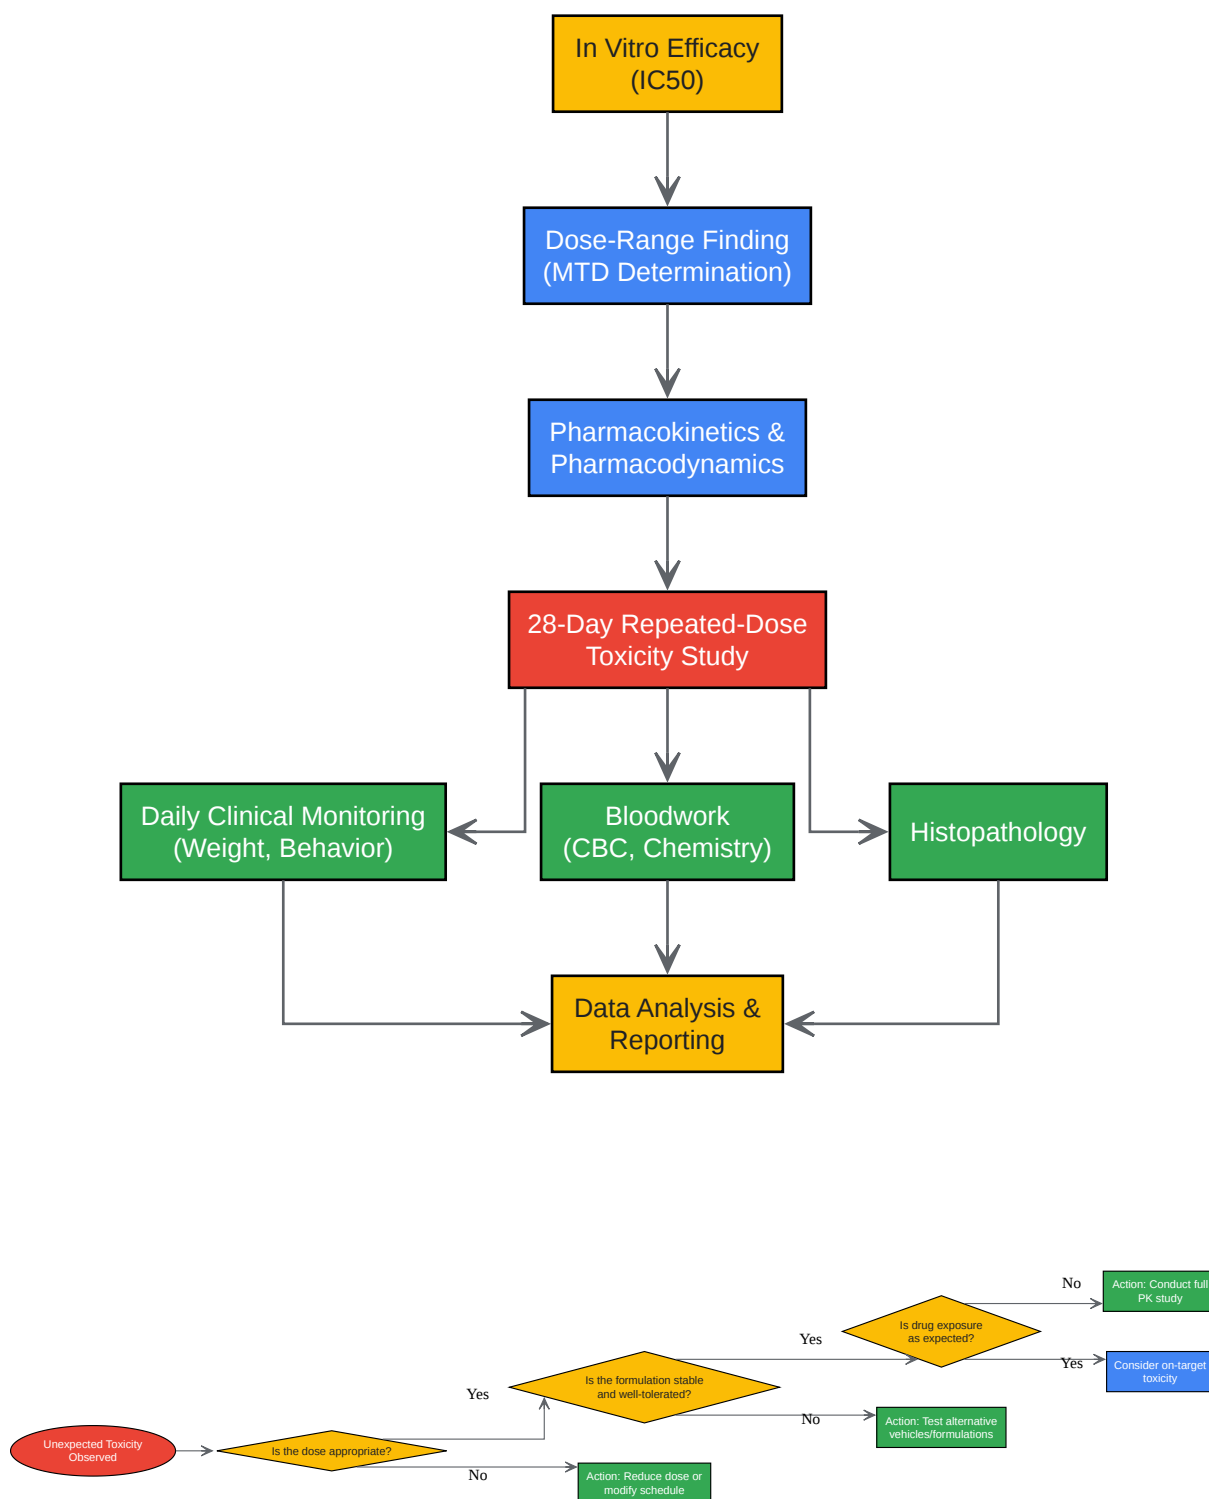 In Vitro Efficacy
(IC50)
Dose-Range Finding
(MTD Determination)
Pharmacokinetics &
Pharmacodynamics
28-Day Repeated-Dose
Toxicity Study
Daily Clinical Monitoring
(Weight, Behavior)
Bloodwork
(CBC, Chemistry)
Histopathology
Data Analysis &
Reporting
Unexpected Toxicity
Observed
Is the dose appropriate?
Yes
No
Action: Reduce dose or
modify schedule
Is the formulation stable
and well-tolerated?
Yes
No
Action: Test alternative
vehicles/formulations
Is drug exposure
as expected?
No
Yes
Action: Conduct full
PK study
Consider on-target
toxicity